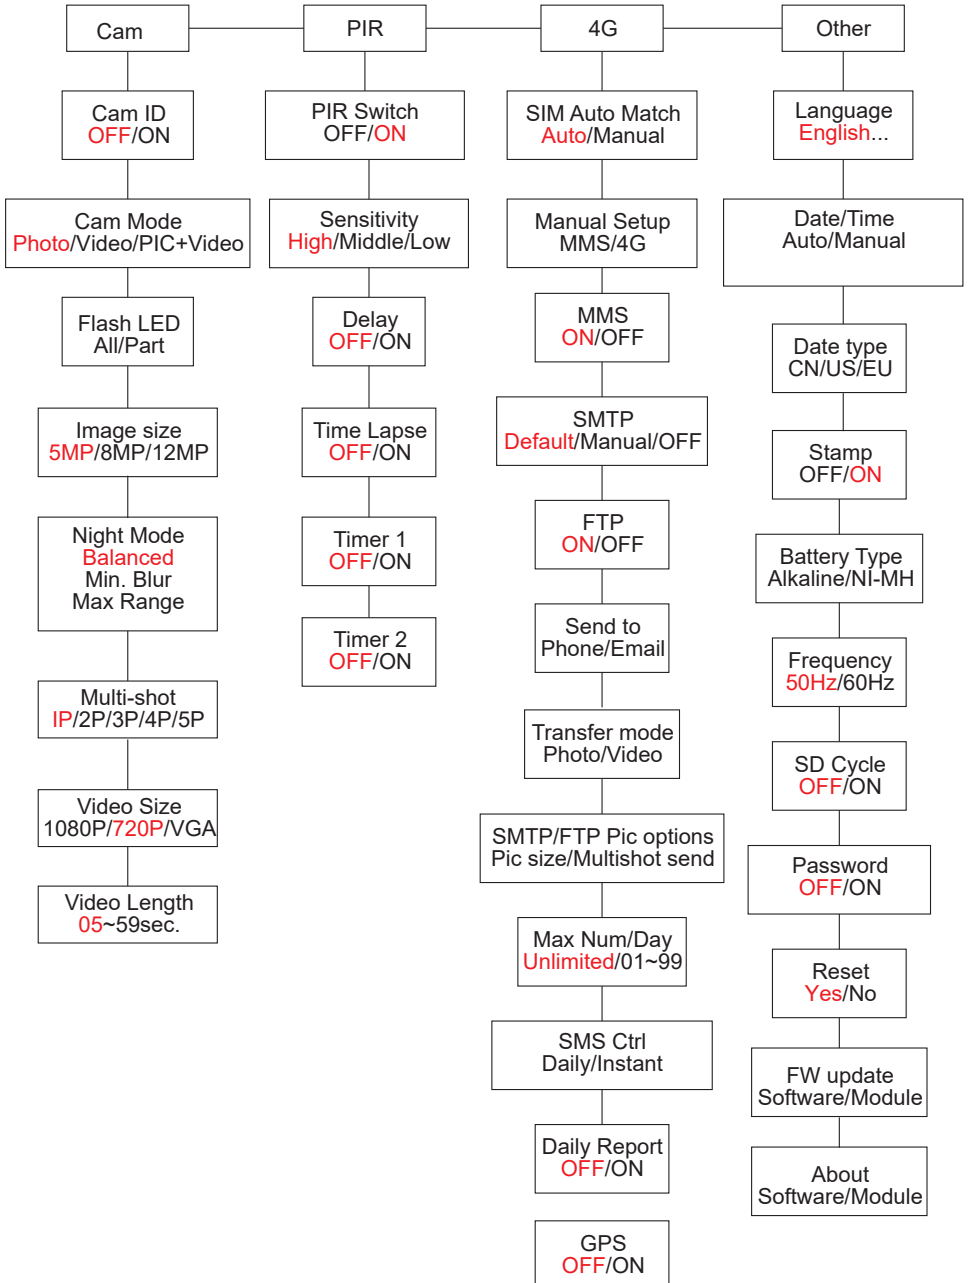 Cam
PIR
4G
Other
Cam ID
OFF/ON
Cam Mode
Photo/Video/PIC+Video
Flash LED
All/Part
Image size
5MP/8MP/12MP
Night Mode
Balanced
Min. Blur
Max Range
Multi-shot
IP/2P/3P/4P/5P
Video Size
1080P/720P/VGA
Video Length
05~59sec.
PIR Switch
OFF/ON
Sensitivity
High/Middle/Low
Delay
OFF/ON
Time Lapse
OFF/ON
Timer 1
OFF/ON
Timer 2
OFF/ON
SIM Auto Match
Auto/Manual
Manual Setup
MMS/4G
MMS
ON/OFF
SMTP
Default/Manual/OFF
FTP
ON/OFF
Send to
Phone/Email
Transfer mode
Photo/Video
SMTP/FTP Pic options
Pic size/Multishot send
Max Num/Day
Unlimited/01~99
SMS Ctrl
Daily/Instant
Daily Report
OFF/ON
GPS
OFF/ON
Language
English...
Date/Time
Auto/Manual
Date type
CN/US/EU
Stamp
OFF/ON
Battery Type
Alkaline/NI-MH
Frequency
50Hz/60Hz
SD Cycle
OFF/ON
Password
OFF/ON
Reset
Yes/No
FW update
Software/Module
About
Software/Module